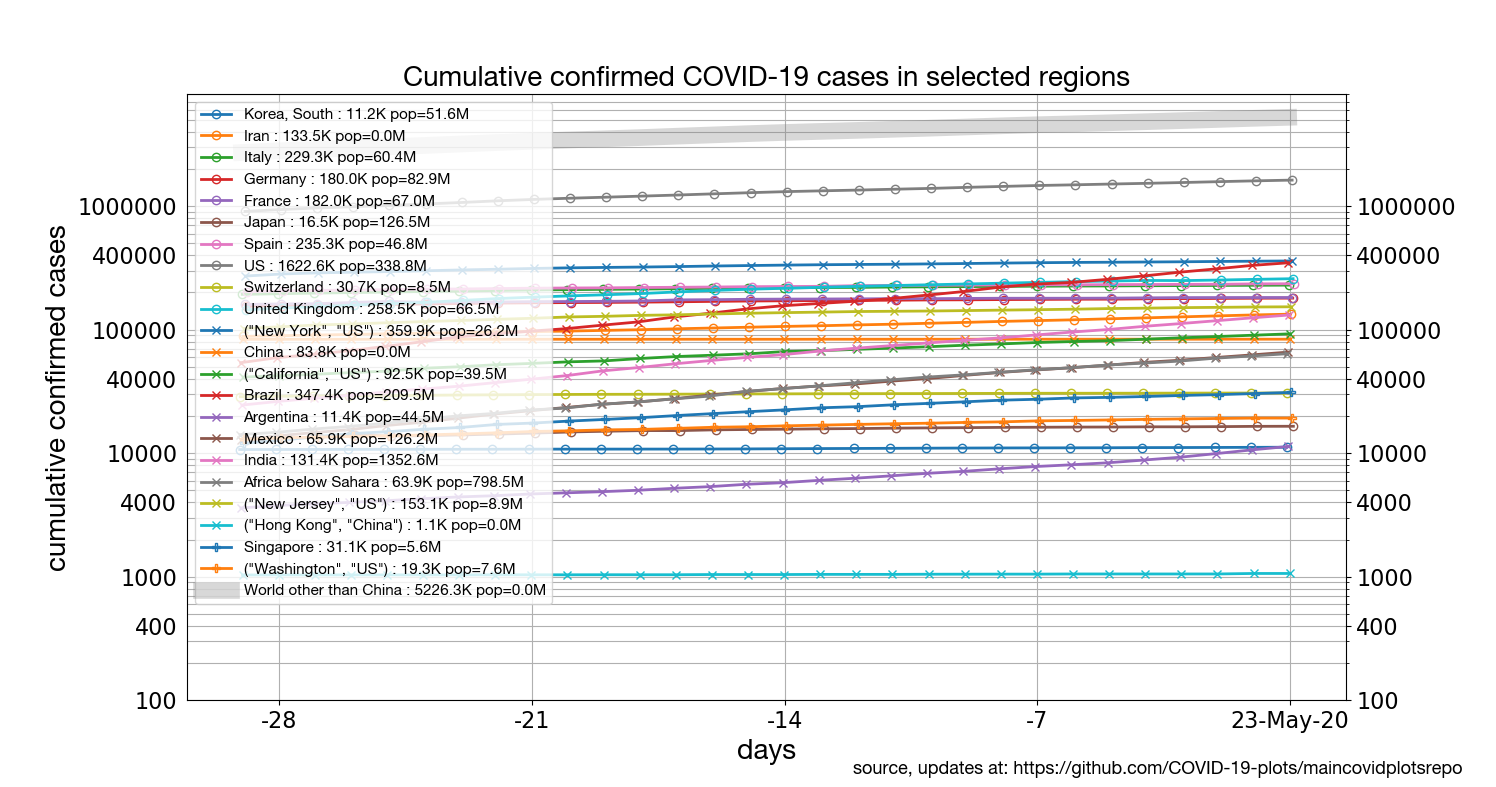 Cumulative confirmed COVID-19 cases in selected regions
cumulative confirmed cases
1000000
400000
100000
40000
10000
4000
1000
400
100
Korea, South : 11.2K pop=51.6M
Iran : 133.5K pop=0.0M
Italy : 229.3K pop=60.4M
Germany : 180.0K pop=82.9M
France : 182.0K pop=67.0M
Japan : 16.5K pop=126.5M
Spain : 235.3K pop=46.8M
US : 1622.6K pop=338.8M
Switzerland : 30.7K pop=8.5M
United Kingdom : 258.5K pop=66.5M
("New York", "US") : 359.9K pop=26.2M
China : 83.8K pop=0.0M
("California", "US") : 92.5K pop=39.5M
Brazil : 347.4K pop=209.5M
Argentina : 11.4K pop=44.5M
Mexico : 65.9K pop=126.2M
India : 131.4K pop=1352.6M
Africa below Sahara : 63.9K pop=798.5M
("New Jersey", "US") : 153.1K pop=8.9M
("Hong Kong", "China") : 1.1K pop=0.0M
Singapore : 31.1K pop=5.6M
("Washington", "US") : 19.3K pop=7.6M
World other than China : 5226.3K pop=0.0M
1000000
400000
100000
40000
10000
4000
1000
400
100
-28 -21 -14 -7 23-May-20
days
source, updates at: https://github.com/COVID-19-plots/maincovidplotsrepo